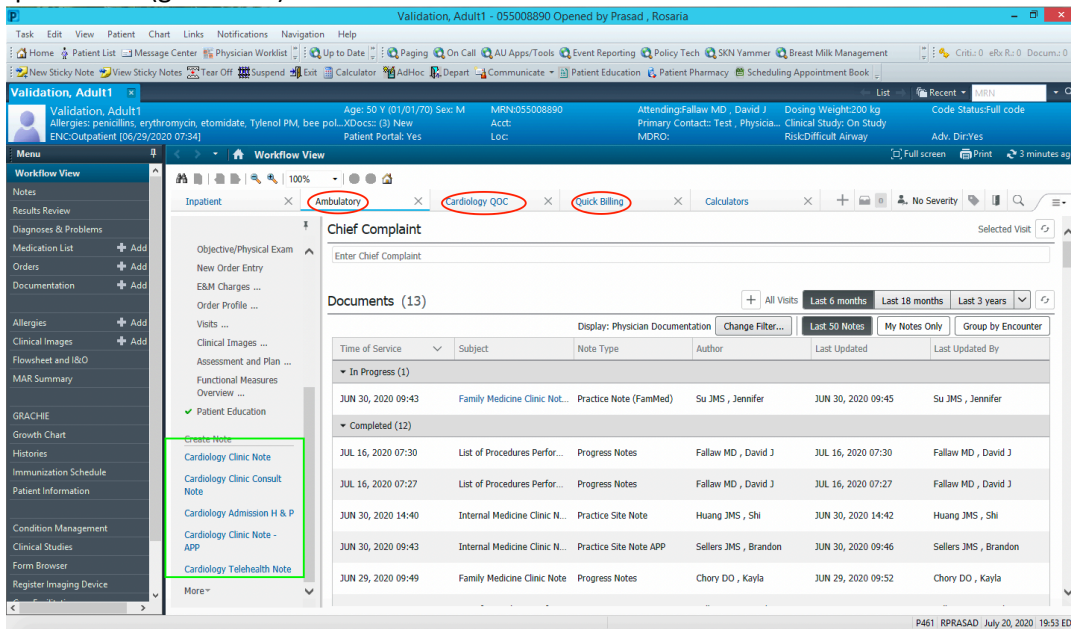 Validation, Adult1 - 055008890 Opened by Prasad , Rosaria
Task Edit View Patient Chart Links Notifications Navigation Help
Home Patient List Message Center Physician Worklist Up to Date Paging On Call AU Apps/Tools Event Reporting Policy Tech SKN Yammer Breast Milk Management Criti.: 0 eRx R.: 0 Docum.: 0
New Sticky Note View Sticky Notes Tear Off Suspend Exit Calculator AdHoc Depart Communicate Patient Education Patient Pharmacy Scheduling Appointment Book
Validation, Adult1 List Recent MRN
Validation, Adult1 Age: 50 Y (01/01/70) Sex: M MRN:055008890 Attending:Fallaw MD , David J Dosing Weight:200 kg Code Status:Full code
Allergies: penicillins, erythromycin, etomidate, Tylenol PM, bee pol...XDocs:: (3) New Acct: Primary Contact:: Test , Physicia... Clinical Study: On Study
ENC:Outpatient [06/29/2020 07:34] Patient Portal: Yes Loc: MDRO: Risk:Difficult Airway Adv. Dir:Yes
Menu Workflow View Full screen Print 3 minutes ag
Workflow View
100%
Notes
Results Review
Diagnoses & Problems
Medication List Add
Orders Add
Documentation Add
Allergies Add
Clinical Images Add
Flowsheet and I&O
MAR Summary
GRACHIE
Growth Chart
Histories
Immunization Schedule
Patient Information
Condition Management
Clinical Studies
Form Browser
Register Imaging Device
Inpatient Ambulatory Cardiology QOC Quick Billing Calculators No Severity
Objective/Physical Exam
New Order Entry
E&M Charges ...
Order Profile ...
Visits ...
Clinical Images ...
Assessment and Plan ...
Functional Measures
Overview ...
Patient Education
Create Note
Cardiology Clinic Note
Cardiology Clinic Consult
Note
Cardiology Admission H & P
Cardiology Clinic Note -
APP
Cardiology Telehealth Note
More
Chief Complaint Selected Visit
Enter Chief Complaint
Documents (13) All Visits Last 6 months Last 18 months Last 3 years
Display: Physician Documentation Change Filter... Last 50 Notes My Notes Only Group by Encounter
Time of Service Subject Note Type Author Last Updated Last Updated By
In Progress (1)
JUN 30, 2020 09:43 Family Medicine Clinic Not... Practice Note (FamMed) Su JMS , Jennifer JUN 30, 2020 09:45 Su JMS , Jennifer
Completed (12)
JUL 16, 2020 07:30 List of Procedures Perfor... Progress Notes Fallaw MD , David J JUL 16, 2020 07:30 Fallaw MD , David J
JUL 16, 2020 07:27 List of Procedures Perfor... Progress Notes Fallaw MD , David J JUL 16, 2020 07:27 Fallaw MD , David J
JUN 30, 2020 14:40 Internal Medicine Clinic N... Practice Site Note Huang JMS , Shi JUN 30, 2020 14:42 Huang JMS , Shi
JUN 30, 2020 09:43 Internal Medicine Clinic N... Practice Site Note APP Sellers JMS , Brandon JUN 30, 2020 09:46 Sellers JMS , Brandon
JUN 29, 2020 09:49 Family Medicine Clinic Note Progress Notes Chory DO , Kayla JUN 29, 2020 09:52 Chory DO , Kayla
P461 RPRASAD July 20, 2020 19:53 ED